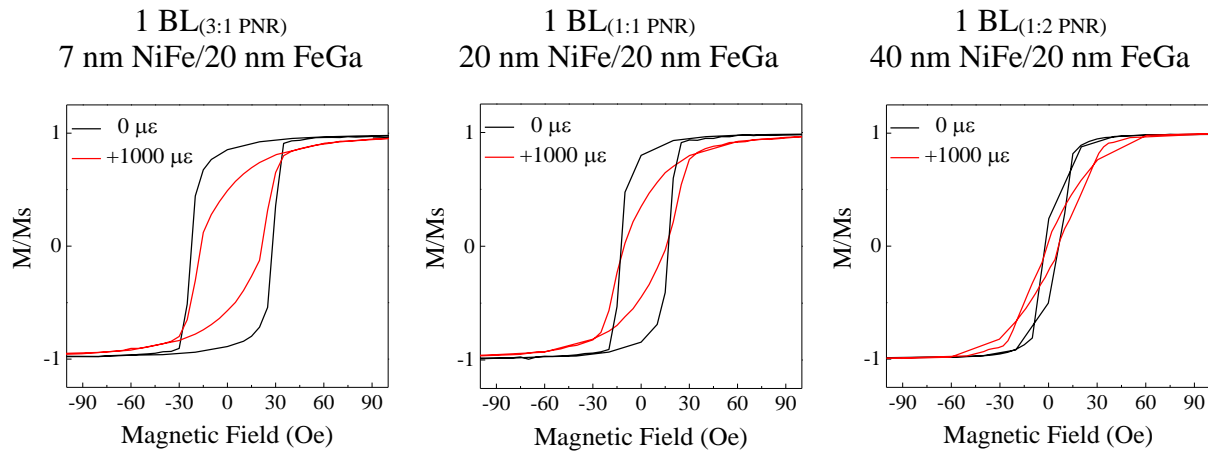 1 BL(3:1 PNR)
7 nm NiFe/20 nm FeGa
0 με
+1000 με
1
0
-1
M/Ms
-90 -60 -30 0 30 60 90
Magnetic Field (Oe)
1 BL(1:1 PNR)
20 nm NiFe/20 nm FeGa
0 με
+1000 με
1
0
-1
M/Ms
-90 -60 -30 0 30 60 90
Magnetic Field (Oe)
1 BL(1:2 PNR)
40 nm NiFe/20 nm FeGa
0 με
+1000 με
1
0
-1
M/Ms
-90 -60 -30 0 30 60 90
Magnetic Field (Oe)